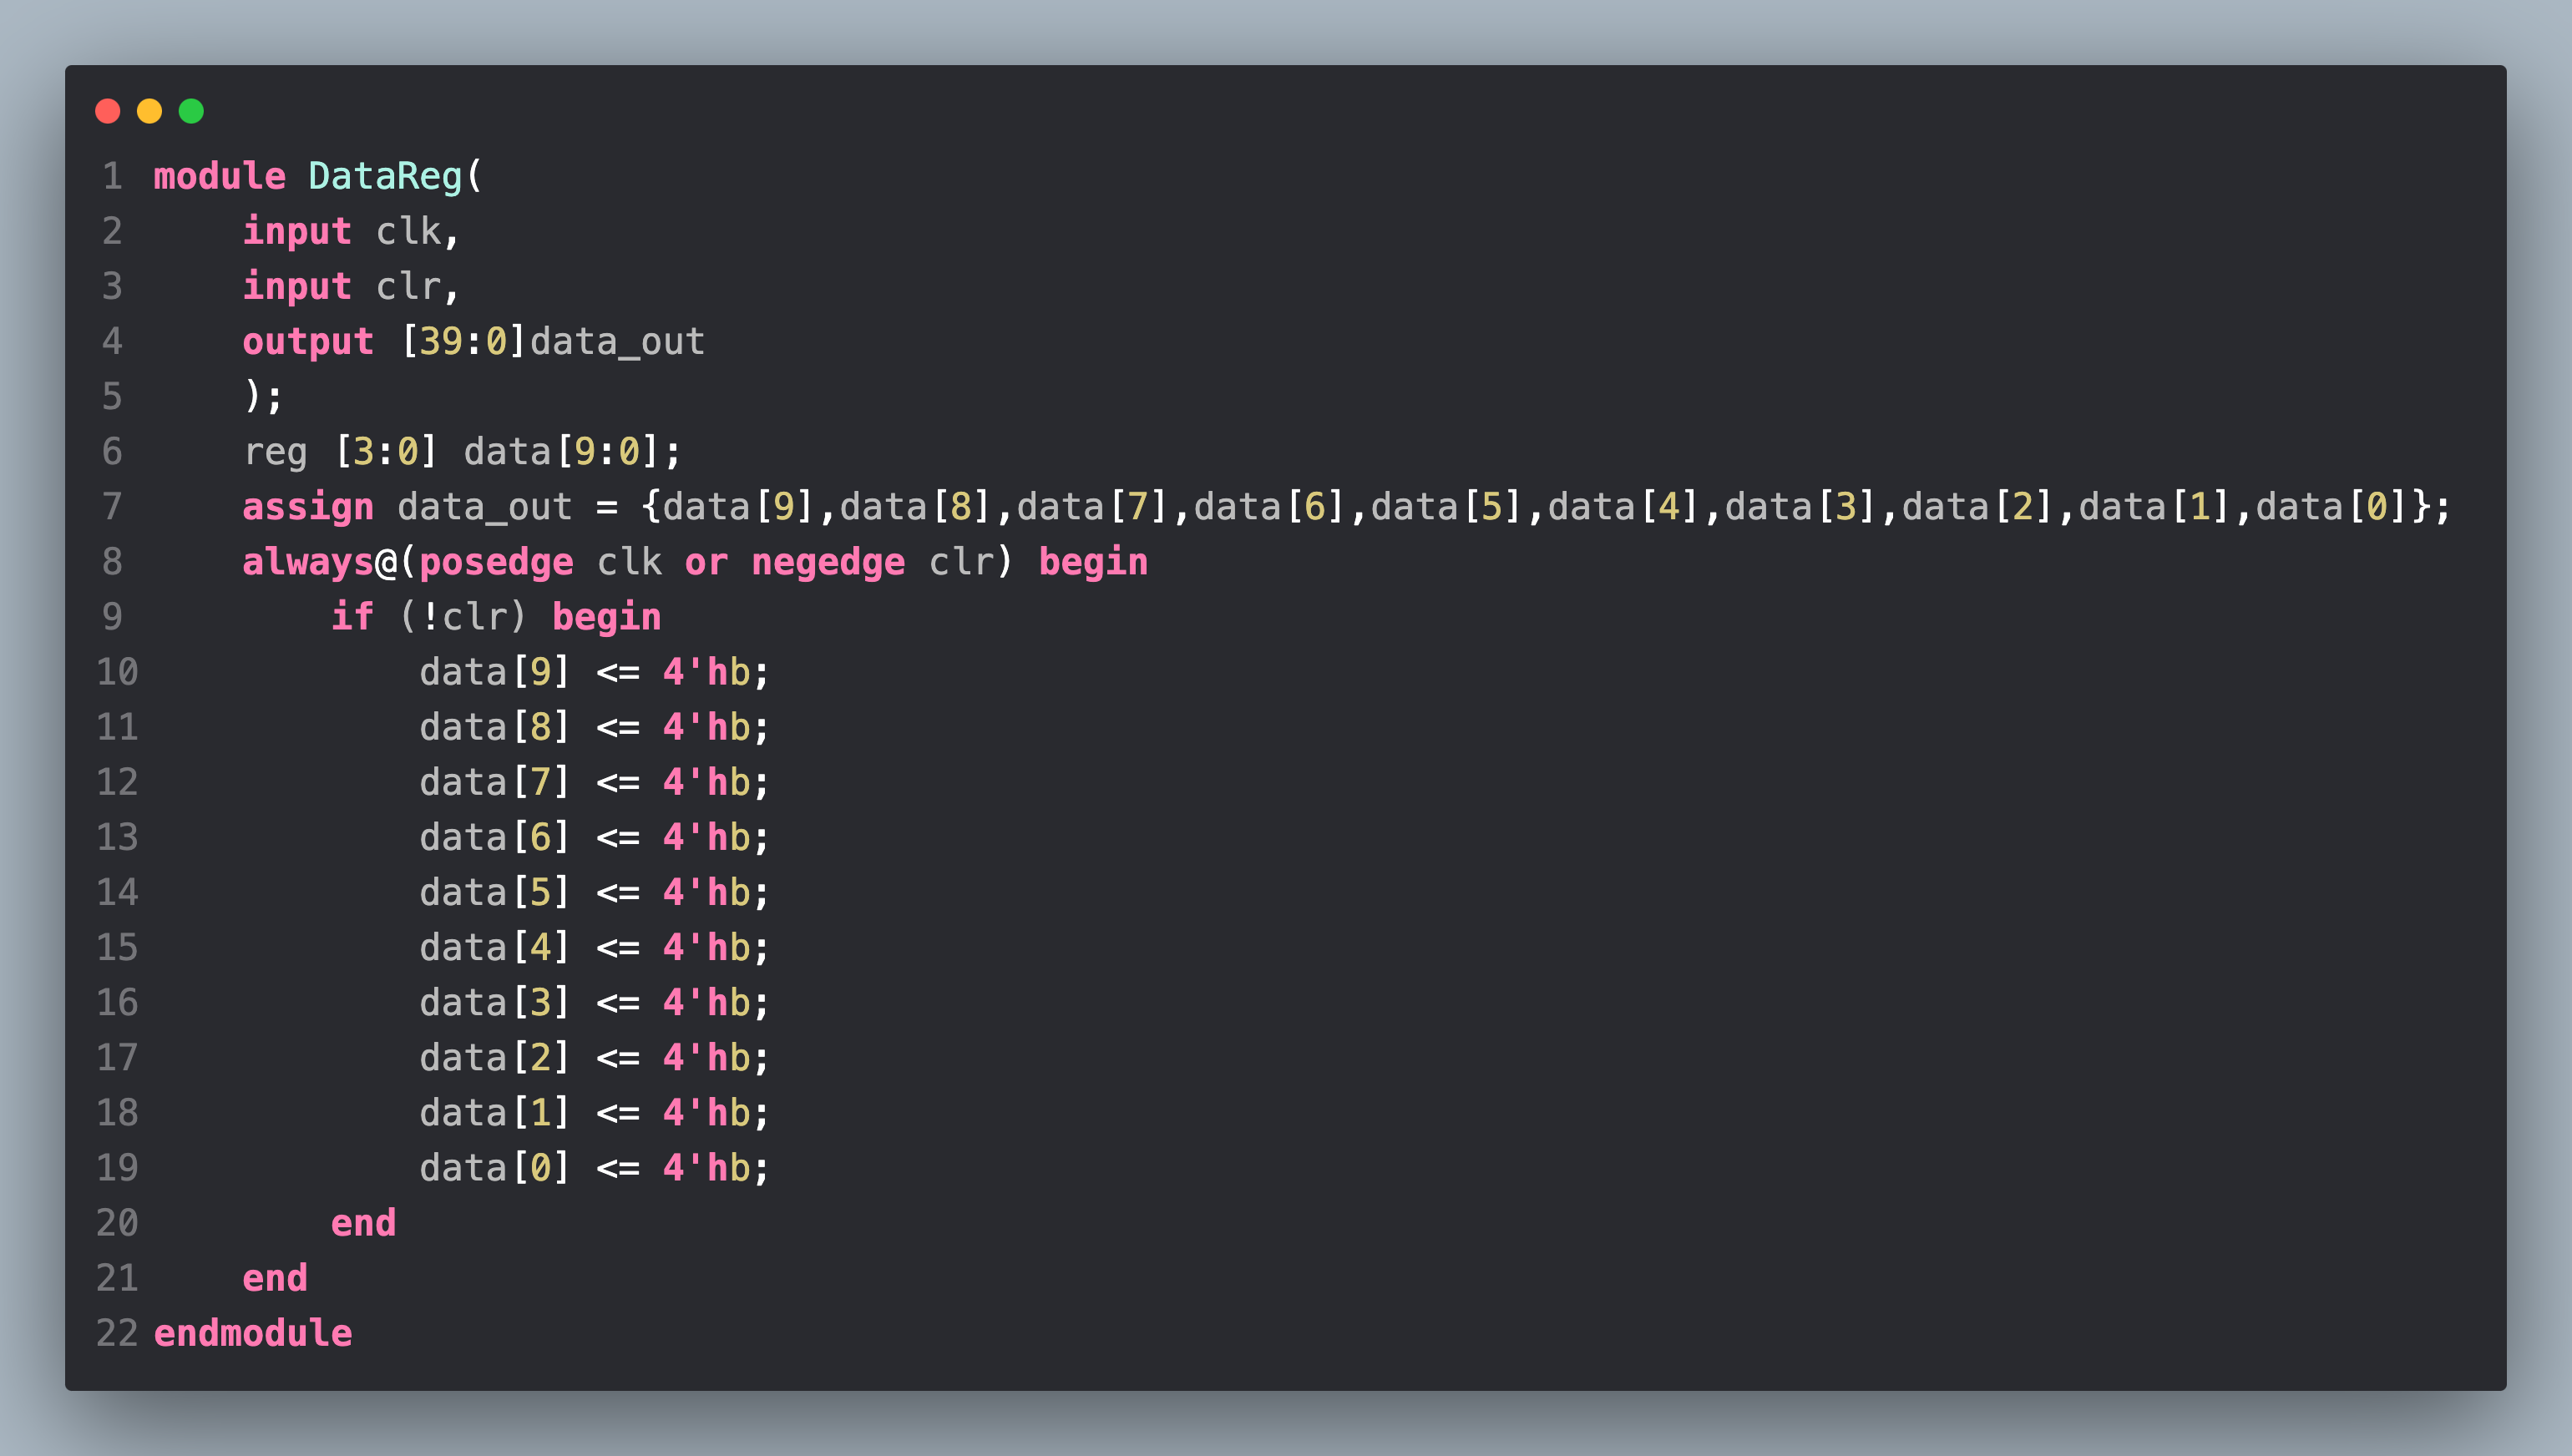 1 module DataReg(
2     input clk,
3     input clr,
4     output [39:0]data_out
5     );
6     reg [3:0] data[9:0];
7     assign data_out = {data[9],data[8],data[7],data[6],data[5],data[4],data[3],data[2],data[1],data[0]};
8     always@(posedge clk or negedge clr) begin
9         if (!clr) begin
10             data[9] <= 4'hb;
11             data[8] <= 4'hb;
12             data[7] <= 4'hb;
13             data[6] <= 4'hb;
14             data[5] <= 4'hb;
15             data[4] <= 4'hb;
16             data[3] <= 4'hb;
17             data[2] <= 4'hb;
18             data[1] <= 4'hb;
19             data[0] <= 4'hb;
20         end
21     end
22 endmodule